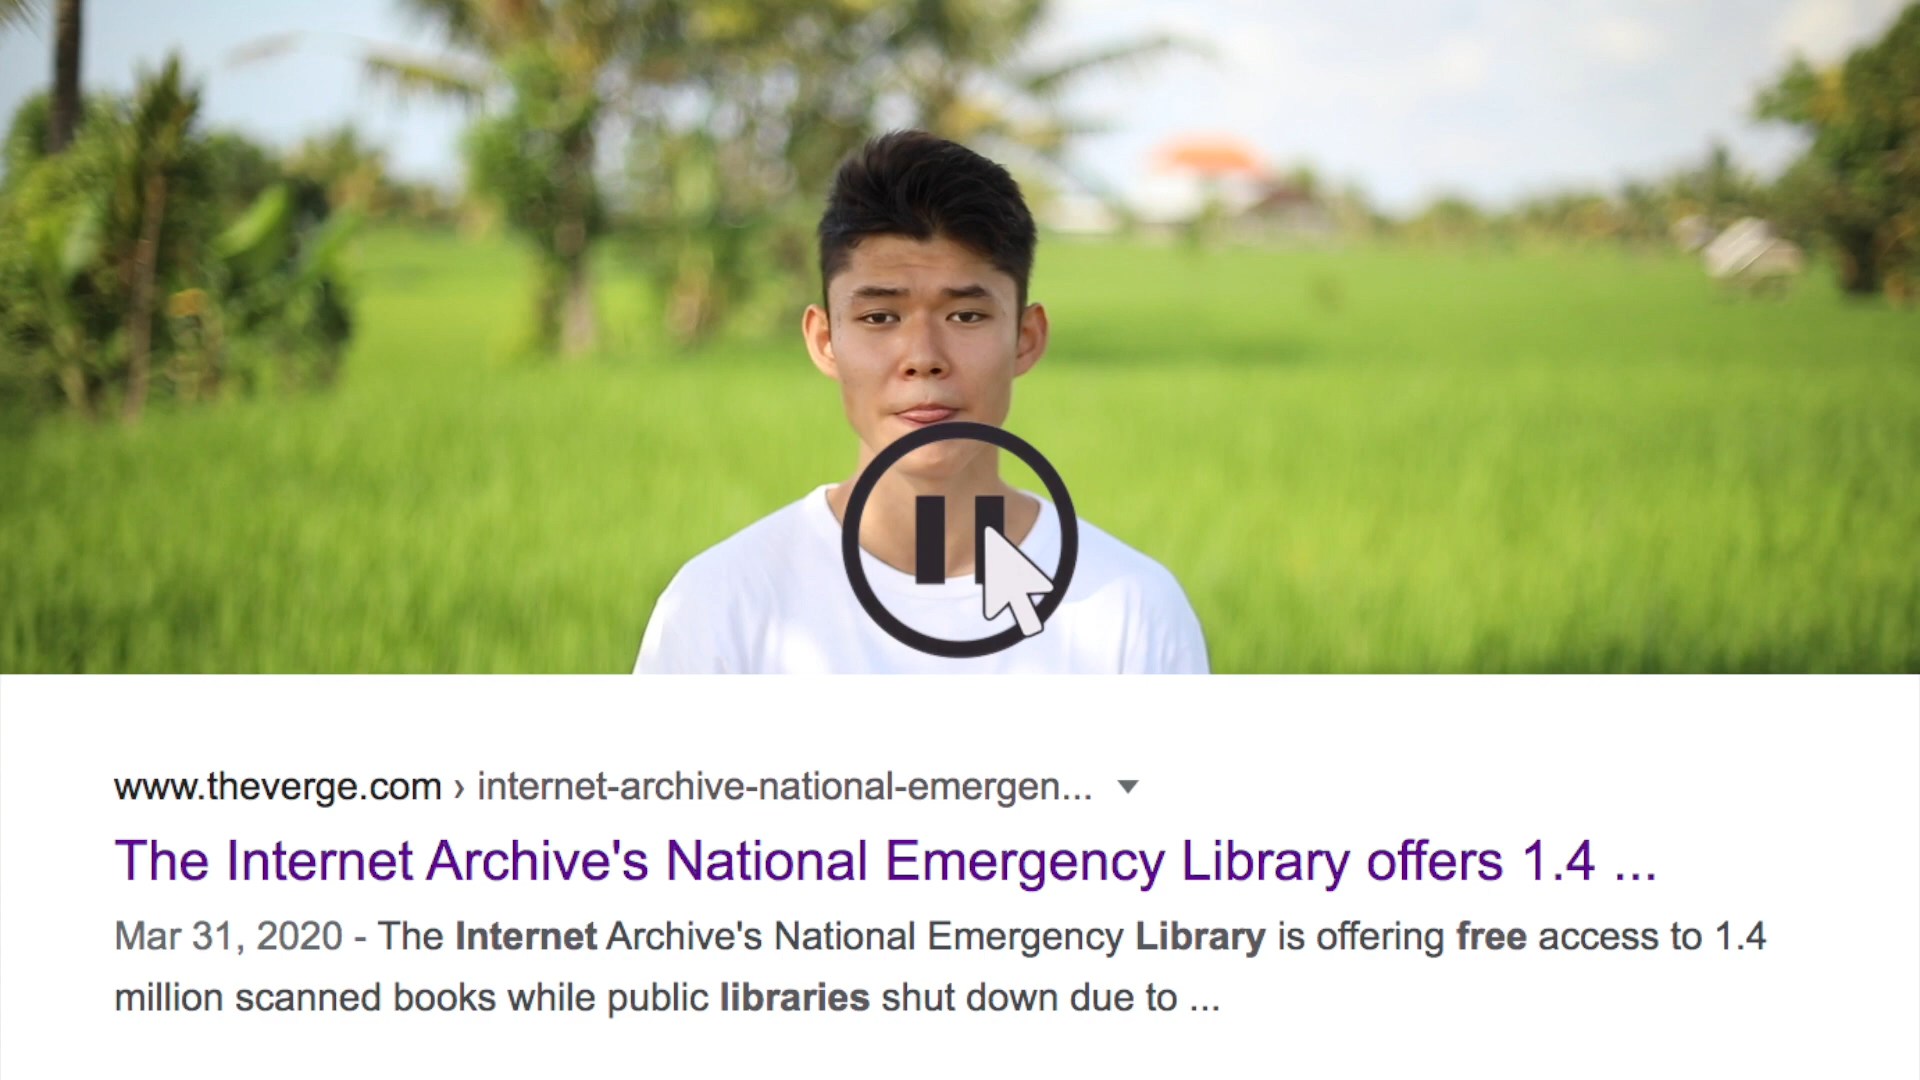 www.theverge.com › internet-archive-national-emergen...
The Internet Archive's National Emergency Library offers 1.4 ...
Mar 31, 2020 - The Internet Archive's National Emergency Library is offering free access to 1.4
million scanned books while public libraries shut down due to ...